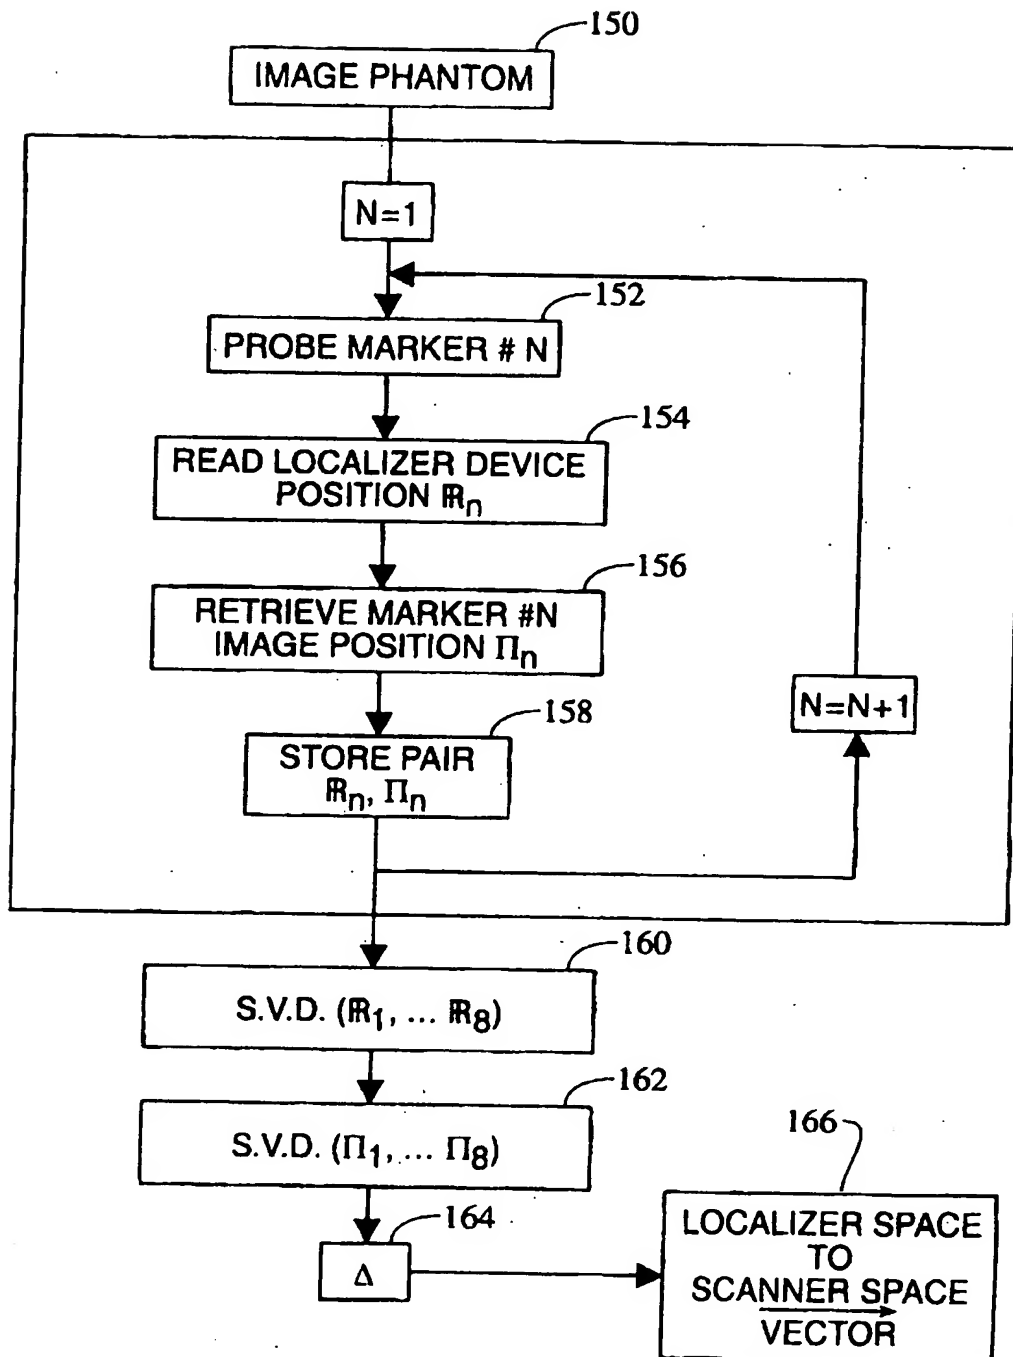 150
IMAGE PHANTOM
N=1
152
PROBE MARKER # N
154
READ LOCALIZER DEVICE
POSITION ℝn
156
RETRIEVE MARKER #N
IMAGE POSITION Πn
N=N+1
158
STORE PAIR
ℝn, Πn
160
S.V.D. (ℝ1, ... ℝ8)
162
S.V.D. (Π1, ... Π8)
164
Δ
166
LOCALIZER SPACE
TO
SCANNER SPACE
VECTOR